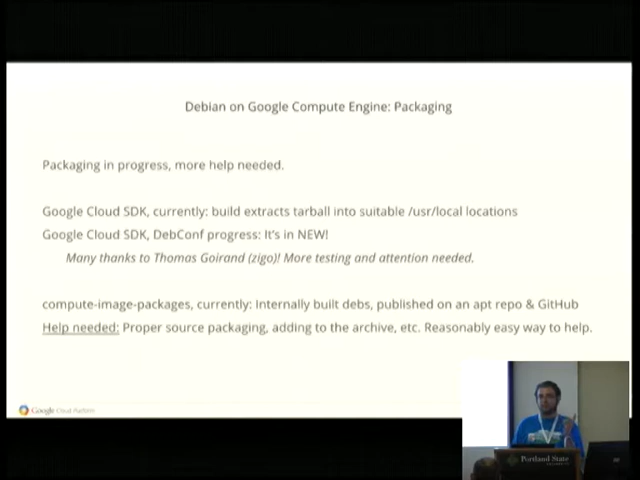 Debian on Google Compute Engine: Packaging
Packaging in progress, more help needed.
Google Cloud SDK, currently: build extracts tarball into suitable /usr/local locations
Google Cloud SDK, DebConf progress: It's in NEW!
Many thanks to Thomas Goirand (zigo)! More testing and attention needed.
compute-image-packages, currently: Internally built debs, published on an apt repo & GitHub
Help needed: Proper source packaging, adding to the archive, etc. Reasonably easy way to help.
Google Cloud Platform
Portland State